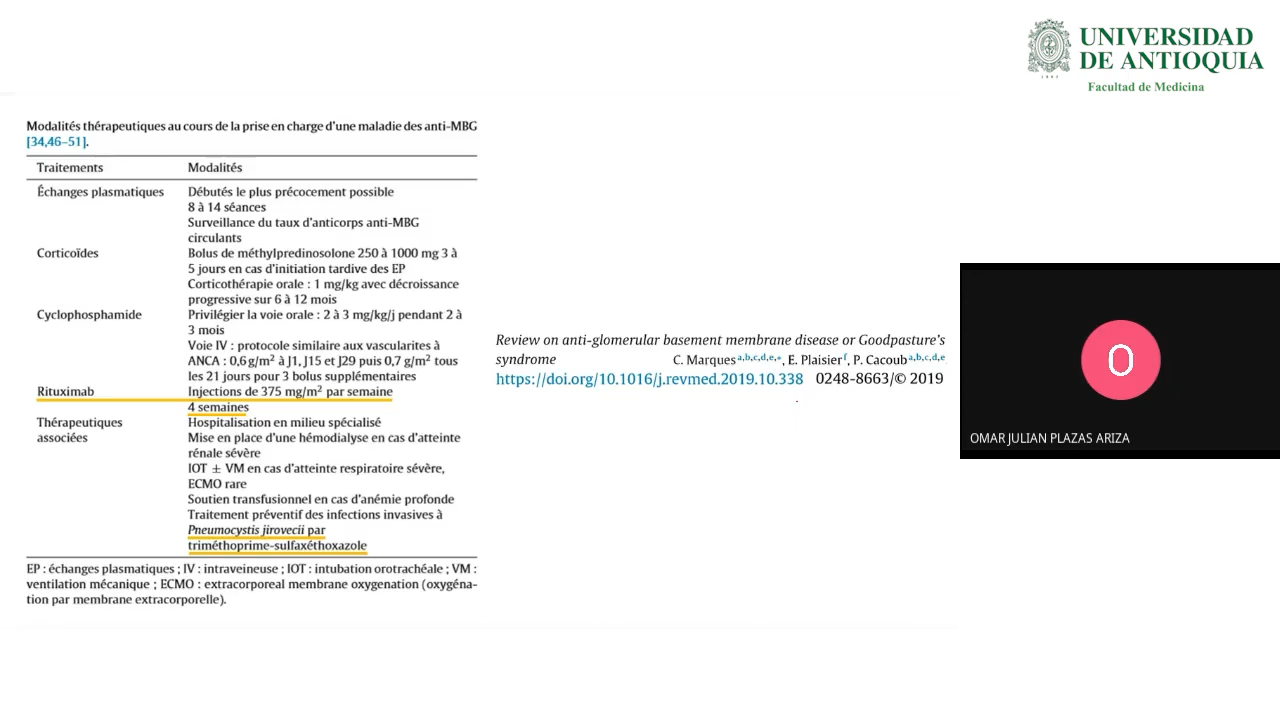 UNIVERSIDAD
DE ANTIOQUIA
1803
Facultad de Medicina
Modalités thérapeutiques au cours de la prise en charge d'une maladie des anti-MBG
[34,46–51].
Traitements Modalités
Échanges plasmatiques Débutés le plus précocement possible
8 à 14 séances
Surveillance du taux d'anticorps anti-MBG
circulants
Corticoïdes Bolus de méthylpredinosolone 250 à 1000 mg 3 à
5 jours en cas d'initiation tardive des EP
Corticothérapie orale : 1 mg/kg avec décroissance
progressive sur 6 à 12 mois
Cyclophosphamide Privilégier la voie orale : 2 à 3 mg/kg/j pendant 2 à
3 mois
Voie IV : protocole similaire aux vascularites à
ANCA : 0,6 g/m² à J1, J15 et J29 puis 0,7 g/m² tous
les 21 jours pour 3 bolus supplémentaires
Rituximab Injections de 375 mg/m² par semaine
4 semaines
Thérapeutiques Hospitalisation en milieu spécialisé
associées Mise en place d'une hémodialyse en cas d'atteinte
rénale sévère
IOT ± VM en cas d'atteinte respiratoire sévère,
ECMO rare
Soutien transfusionnel en cas d'anémie profonde
Traitement préventif des infections invasives à
Pneumocystis jirovecii par
triméthoprime-sulfaxéthoxazole
EP : échanges plasmatiques ; IV : intraveineuse ; IOT : intubation orotrachéale ; VM :
ventilation mécanique ; ECMO : extracorporeal membrane oxygenation (oxygéna-
tion par membrane extracorporelle).
Review on anti-glomerular basement membrane disease or Goodpasture's
syndrome C. Marques a,b,c,d,e,∗, E. Plaisier f, P. Cacoub a,b,c,d,e
https://doi.org/10.1016/j.revmed.2019.10.338 0248-8663/© 2019
.
O
OMAR JULIAN PLAZAS ARIZA